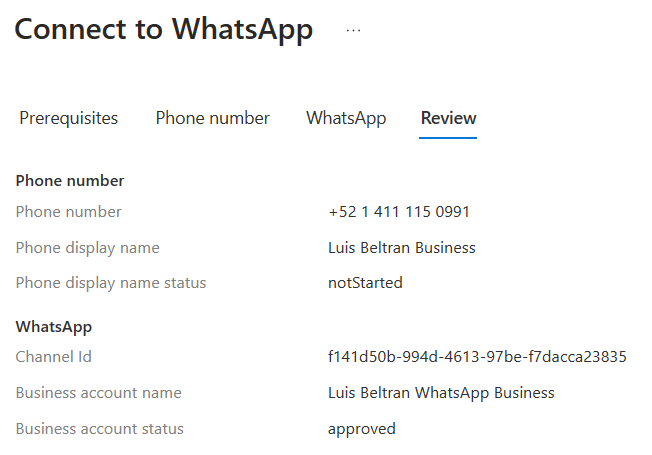 Connect to WhatsApp ...
Prerequisites Phone number WhatsApp Review
Phone number
Phone number +52 1 411 115 0991
Phone display name Luis Beltran Business
Phone display name status notStarted
WhatsApp
Channel Id f141d50b-994d-4613-97be-f7dacca23835
Business account name Luis Beltran WhatsApp Business
Business account status approved